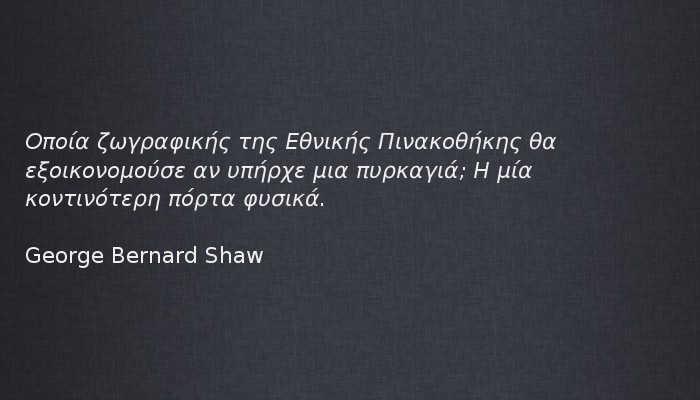 Οποία ζωγραφικής της Εθνικής Πινακοθήκης θα
εξοικονομούσε αν υπήρχε μια πυρκαγιά; Η μία
κοντινότερη πόρτα φυσικά.
George Bernard Shaw